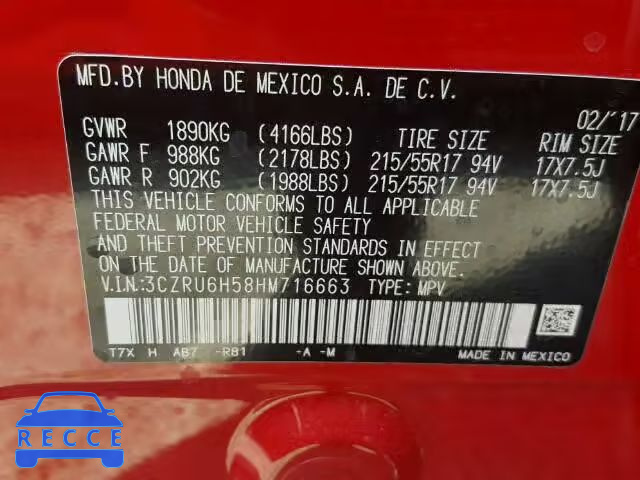 MFD.BY HONDA DE MEXICO S.A. DE C.V.
02/'17
GVWR 1890KG (4166LBS) TIRE SIZE RIM SIZE
GAWR F 988KG (2178LBS) 215/55R17 94V 17X7.5J
GAWR R 902KG (1988LBS) 215/55R17 94V 17X7.5J
THIS VEHICLE CONFORMS TO ALL APPLICABLE
FEDERAL MOTOR VEHICLE SAFETY
AND THEFT PREVENTION STANDARDS IN EFFECT
ON THE DATE OF MANUFACTURE SHOWN ABOVE.
V.I.N.:3CZRU6H58HM716663 TYPE: MPV
T7X H AB7 -R81 -A -M
MADE IN MEXICO
RECCE